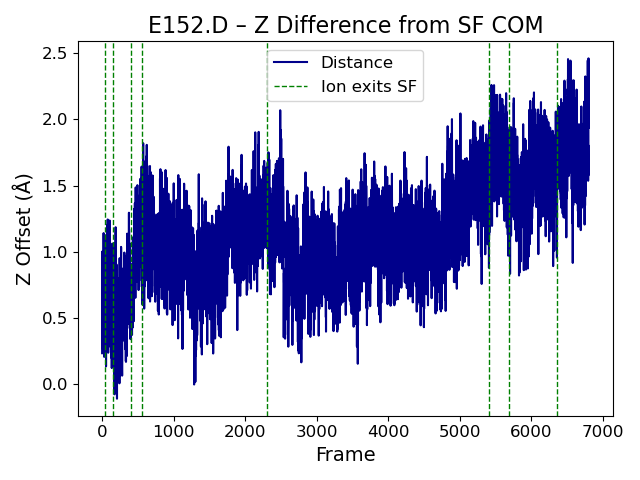 E152.D – Z Difference from SF COM
Distance
Ion exits SF
Z Offset (Å)
2.5
2.0
1.5
1.0
0.5
0.0
0 1000 2000 3000 4000 5000 6000 7000
Frame